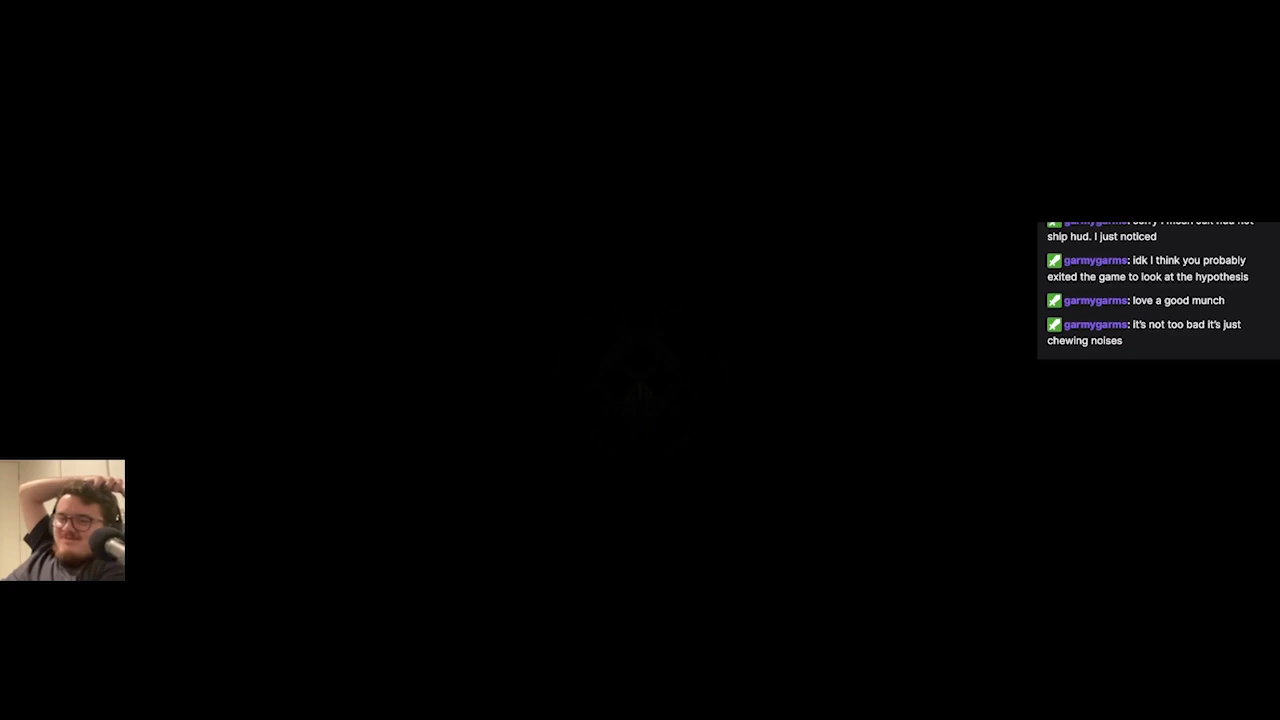 ship hud. I just noticed
garmygarms: idk I think you probably
exited the game to look at the hypothesis
garmygarms: love a good munch
garmygarms: it's not too bad it's just
chewing noises